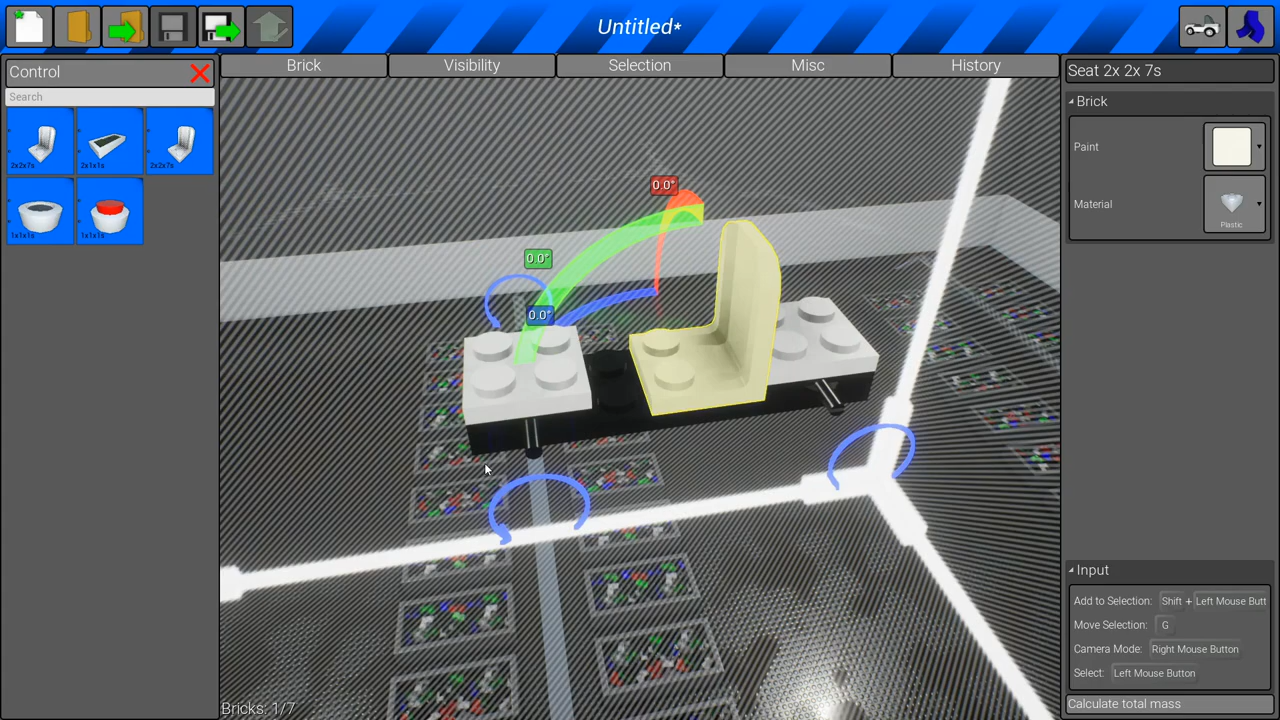 Untitled*
Control
Brick
Visibility
Selection
Misc
History
Seat 2x 2x 7s
Search
Brick
2x2x7s
2x1x1s
2x2x7s
Paint
Material
Plastic
1x1x1s
1x1x1s
0.0°
0.0°
0.0°
Input
Add to Selection: Shift + Left Mouse Butt
Move Selection: G
Camera Mode: Right Mouse Button
Select: Left Mouse Button
Bricks: 1/7
Calculate total mass